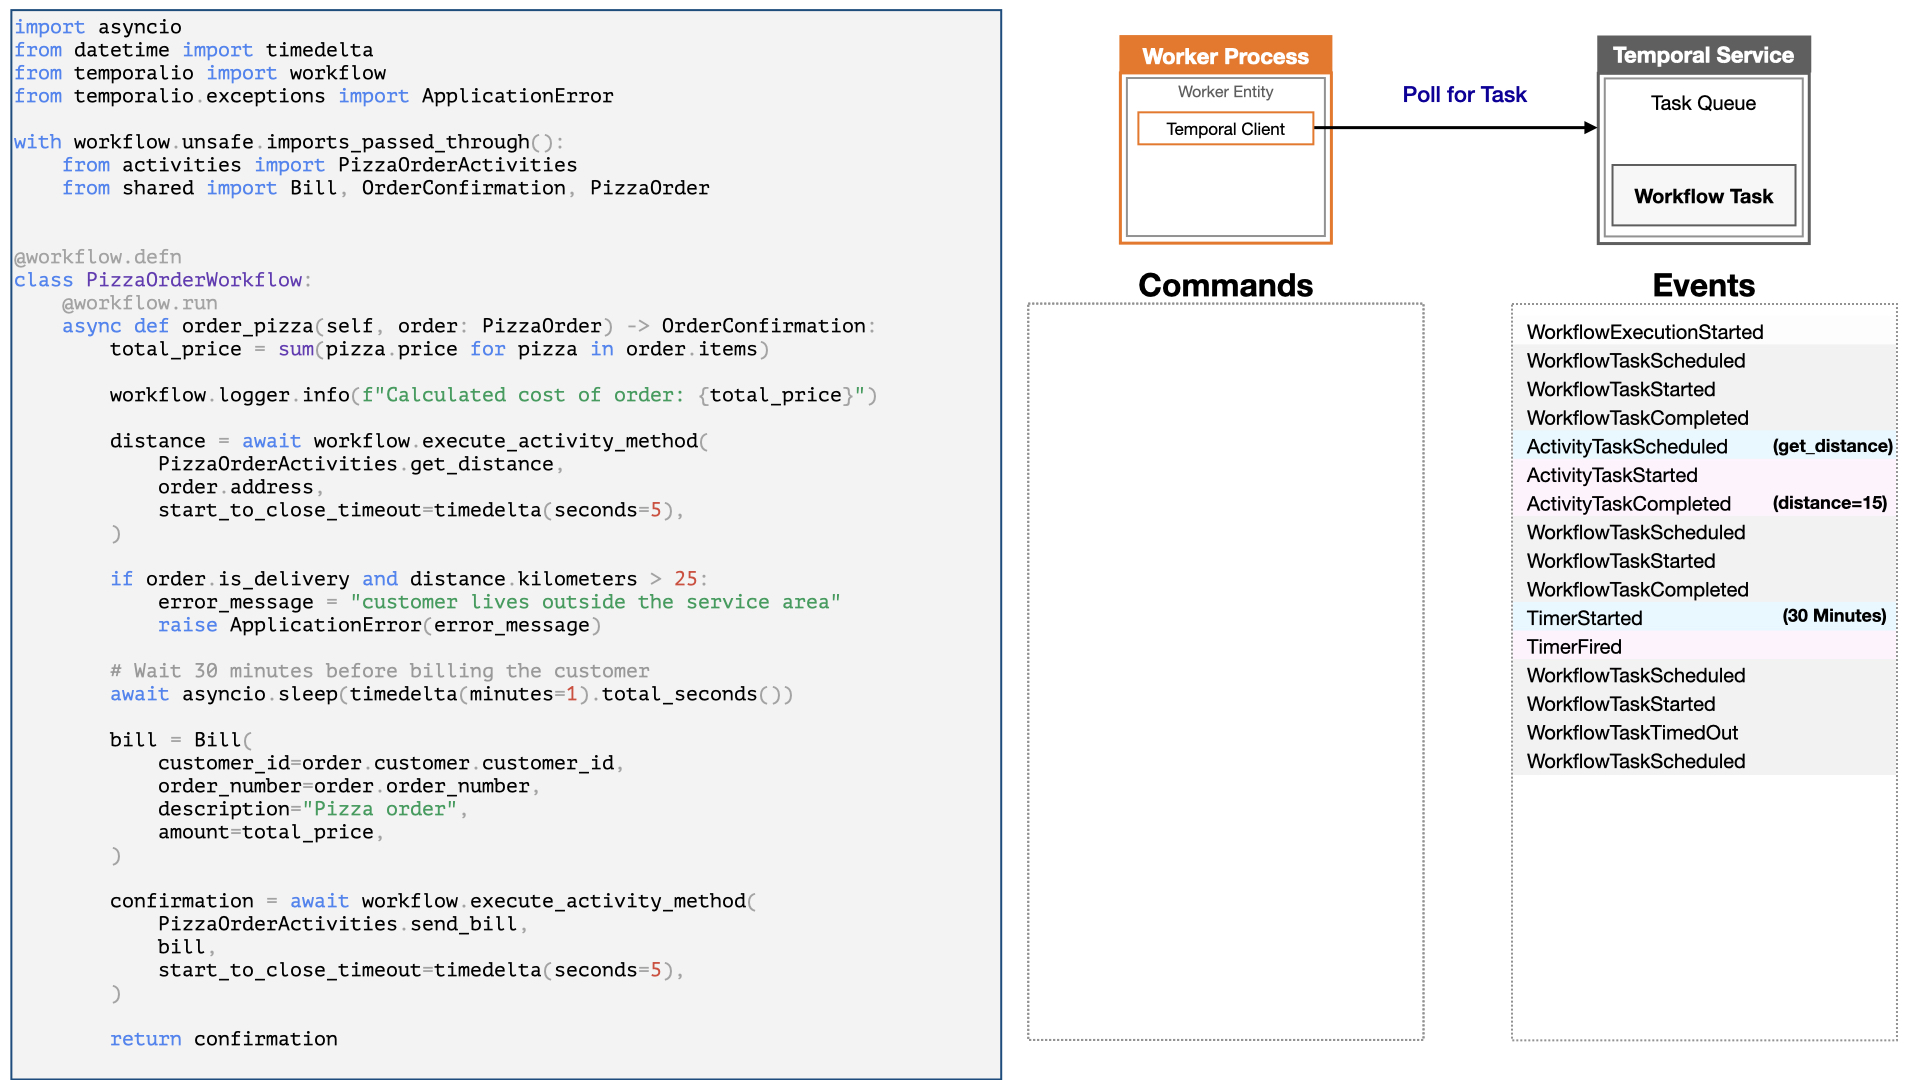 import asyncio
from datetime import timedelta
from temporalio import workflow
from temporalio.exceptions import ApplicationError

with workflow.unsafe.imports_passed_through():
    from activities import PizzaOrderActivities
    from shared import Bill, OrderConfirmation, PizzaOrder

@workflow.defn
class PizzaOrderWorkflow:
    @workflow.run
    async def order_pizza(self, order: PizzaOrder) -> OrderConfirmation:
        total_price = sum(pizza.price for pizza in order.items)

        workflow.logger.info(f"Calculated cost of order: {total_price}")

        distance = await workflow.execute_activity_method(
            PizzaOrderActivities.get_distance,
            order.address,
            start_to_close_timeout=timedelta(seconds=5),
        )

        if order.is_delivery and distance.kilometers > 25:
            error_message = "customer lives outside the service area"
            raise ApplicationError(error_message)

        # Wait 30 minutes before billing the customer
        await asyncio.sleep(timedelta(minutes=1).total_seconds())

        bill = Bill(
            customer_id=order.customer.customer_id,
            order_number=order.order_number,
            description="Pizza order",
            amount=total_price,
        )

        confirmation = await workflow.execute_activity_method(
            PizzaOrderActivities.send_bill,
            bill,
            start_to_close_timeout=timedelta(seconds=5),
        )

        return confirmation

Worker Process
Worker Entity
Temporal Client
Poll for Task
Temporal Service
Task Queue
Workflow Task
Commands
Events
WorkflowExecutionStarted
WorkflowTaskScheduled
WorkflowTaskStarted
WorkflowTaskCompleted
ActivityTaskScheduled (get_distance)
ActivityTaskStarted
ActivityTaskCompleted (distance=15)
WorkflowTaskScheduled
WorkflowTaskStarted
WorkflowTaskCompleted
TimerStarted (30 Minutes)
TimerFired
WorkflowTaskScheduled
WorkflowTaskStarted
WorkflowTaskTimedOut
WorkflowTaskScheduled